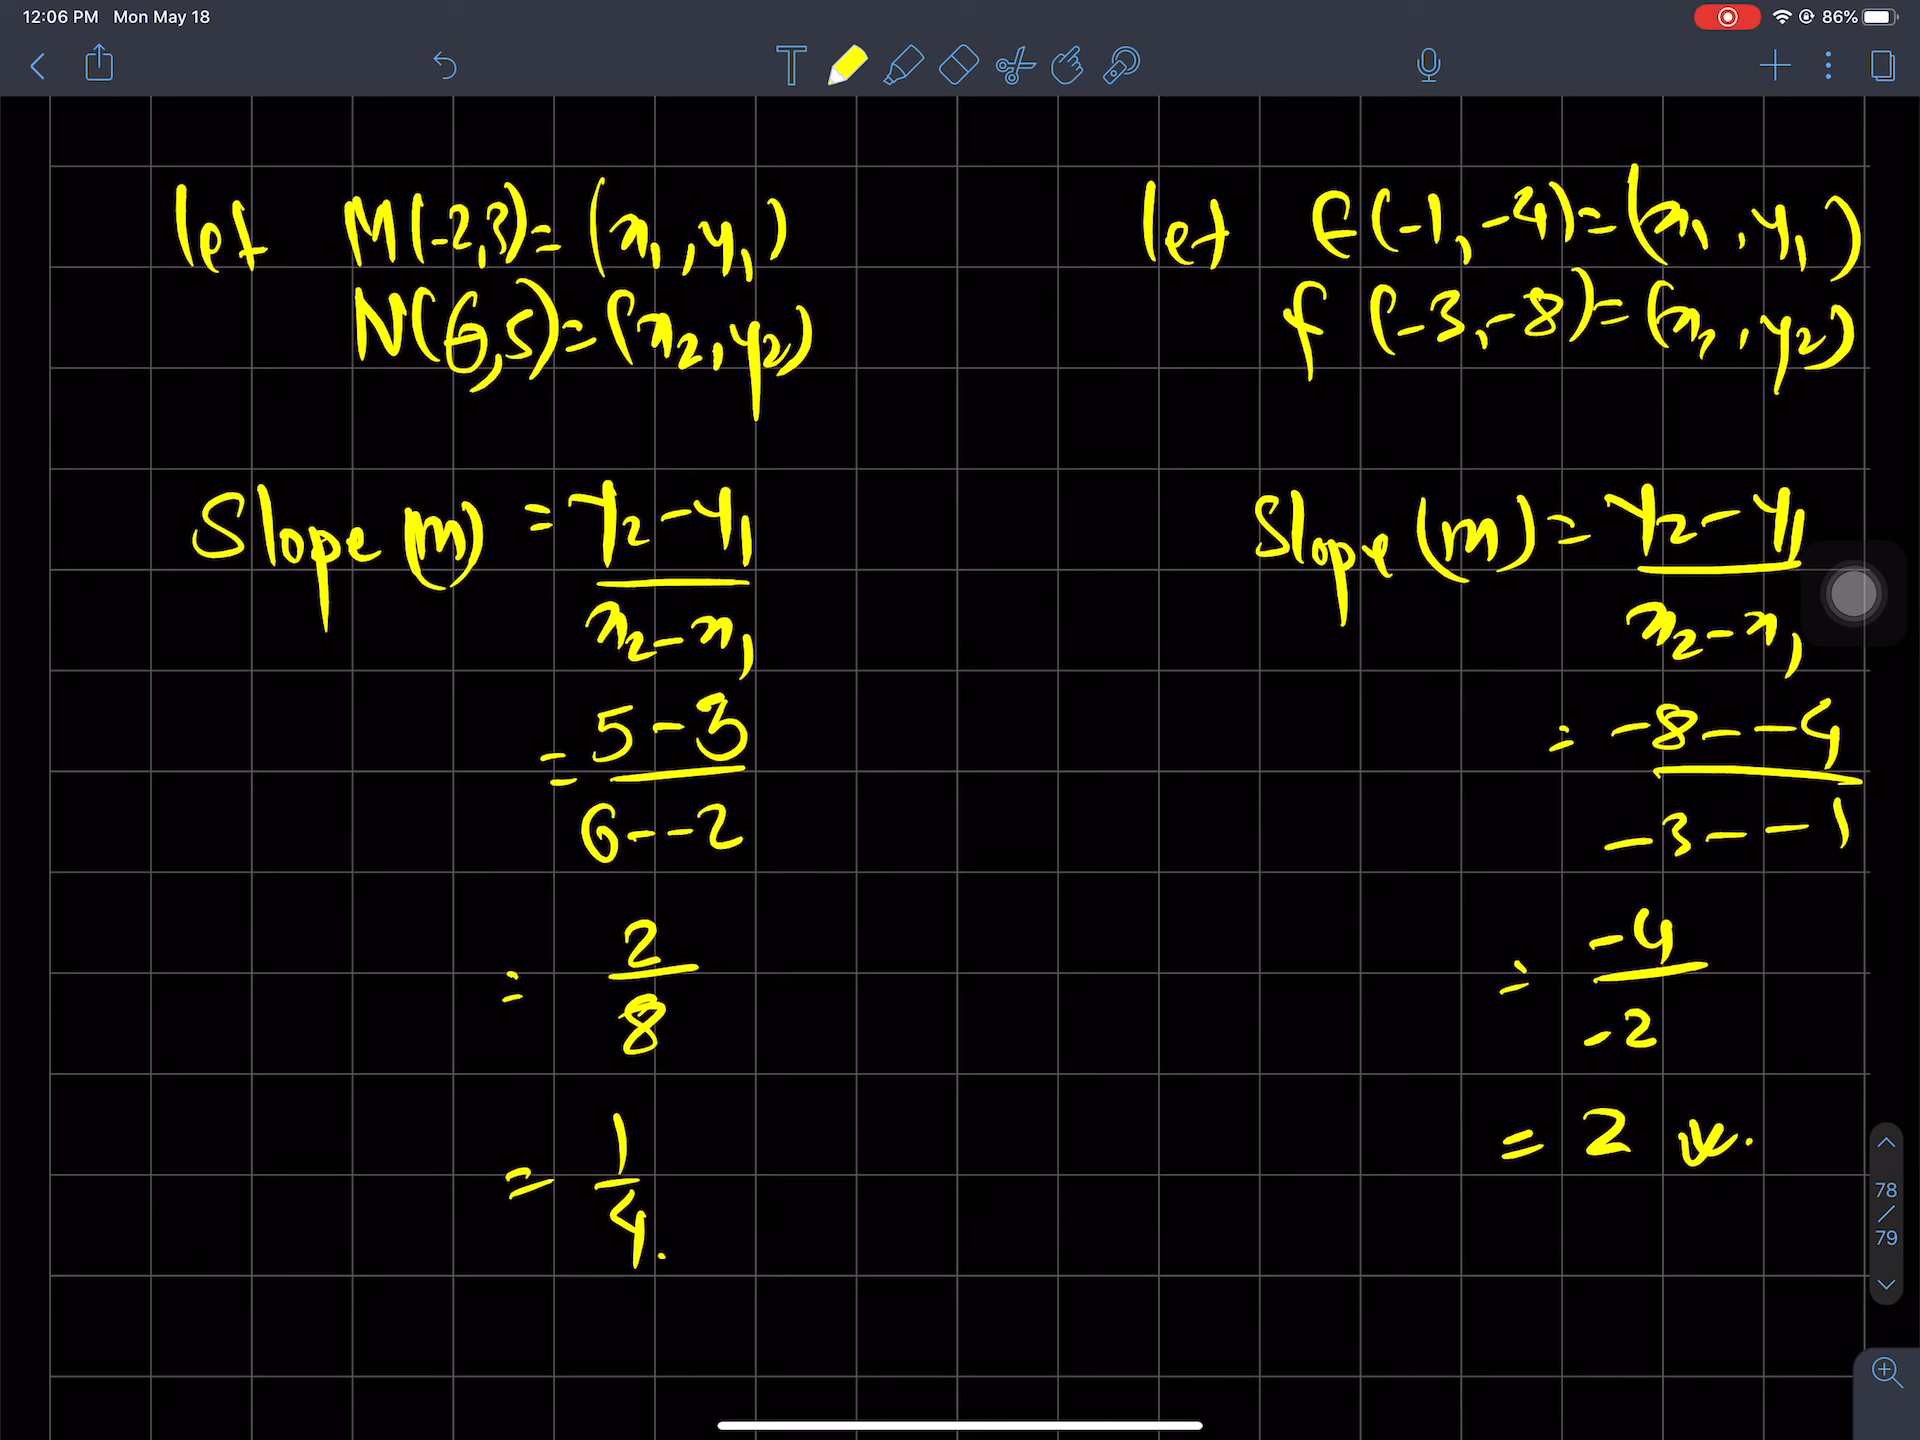 12:06 PM Mon May 18
86%
T
let M(-2,3) = (x₁, y₁)
N(6,5) = (x₂, y₂)
Slope (m) = y₂ - y₁
x₂ - x₁
= 5 - 3
6 - - 2
= 2
8
= 1
4.
let E(-1, -4) = (x₁, y₁)
f (-3, -8) = (x₂, y₂)
Slope (m) = y₂ - y₁
x₂ - x₁
= -8 - - 4
-3 - - 1
= -4
-2
= 2
78
/
79